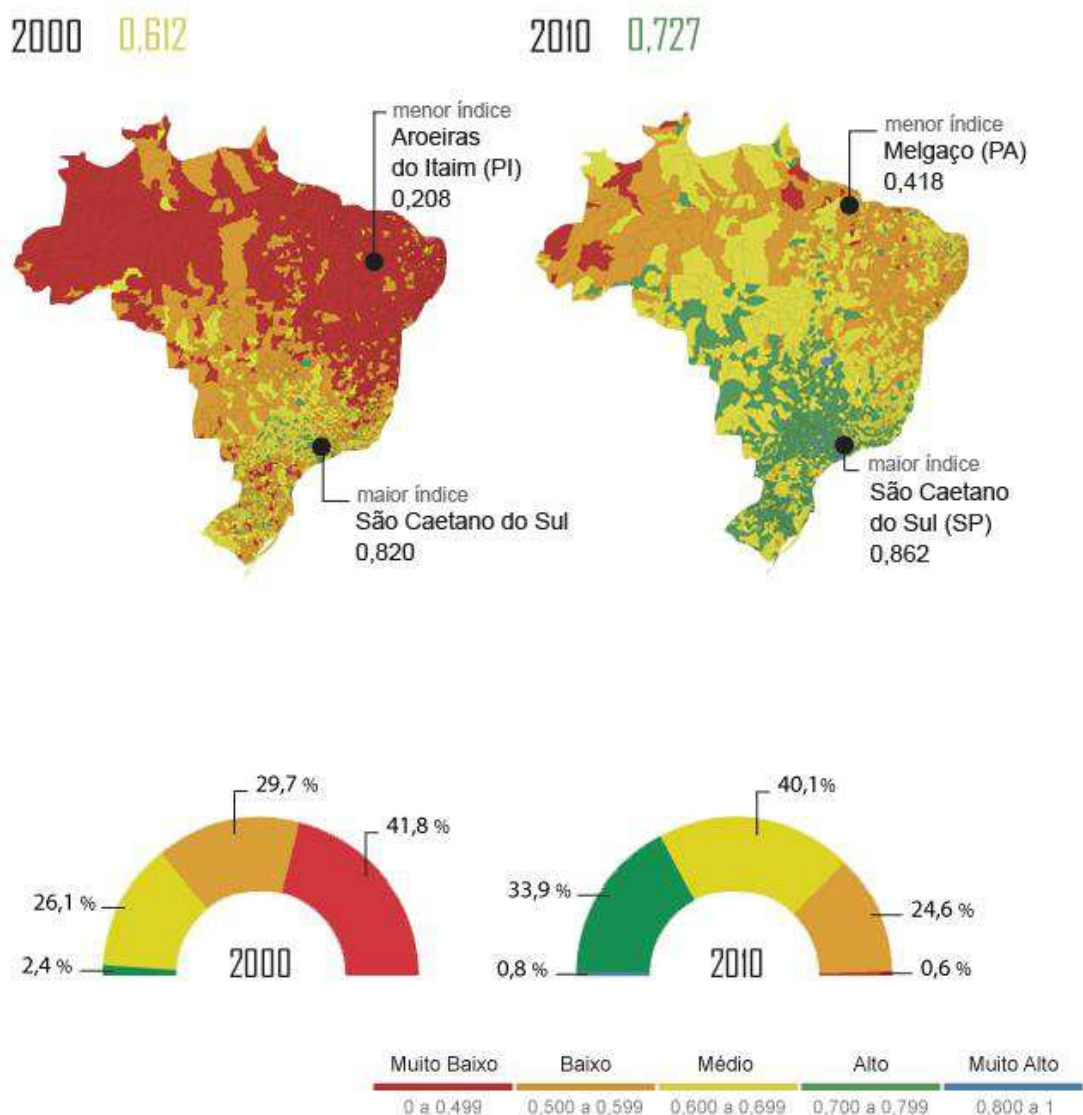 2000 0,612
2010 0,727
menor índice
Aroeiras
do Itaim (PI)
0,208
maior índice
São Caetano do Sul
0,820
menor índice
Melgaço (PA)
0,418
maior índice
São Caetano
do Sul (SP)
0,862
29,7 %
41,8 %
26,1 %
2,4 %
2000
40,1%
33,9 %
24,6 %
0,8 %
0,6 %
2010
Muito Baixo Baixo Médio Alto Muito Alto
0 a 0.499 0.500 a 0.599 0.600 a 0.699 0.700 a 0.799 0.800 a 1